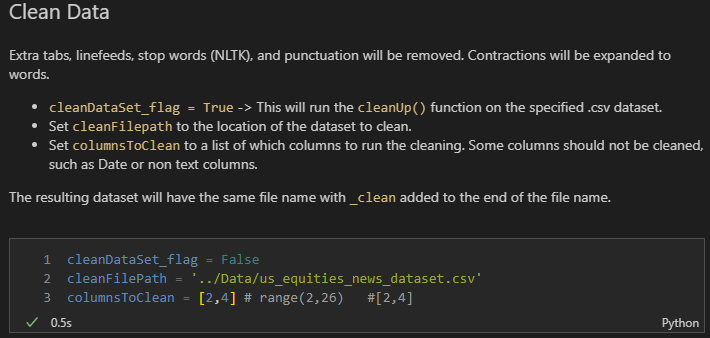 Clean Data
Extra tabs, linefeeds, stop words (NLTK), and punctuation will be removed. Contractions will be expanded to
words.
• cleanDataSet_flag = True -> This will run the cleanUp() function on the specified .csv dataset.
• Set cleanFilepath to the location of the dataset to clean.
• Set columnsToClean to a list of which columns to run the cleaning. Some columns should not be cleaned,
such as Date or non text columns.
The resulting dataset will have the same file name with _clean added to the end of the file name.
1 cleanDataSet_flag = False
2 cleanFilePath = '../Data/us_equities_news_dataset.csv'
3 columnsToClean = [2,4] # range(2,26)   #[2,4]
✓ 0.5s Python